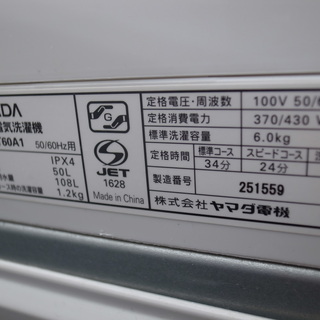 DA
電気洗濯機
T60A1 50/60Hz用
IPX4
50L
108L
1.2kg
G
S JET
1628
Made in China
定格電圧・周波数 100V 50/6
定格消費電力 370/430 W
標準洗濯容量 6.0kg
定格時間 標準コース 34分 スピードコース 24分
製造番号 251559
株式会社ヤマダ電機